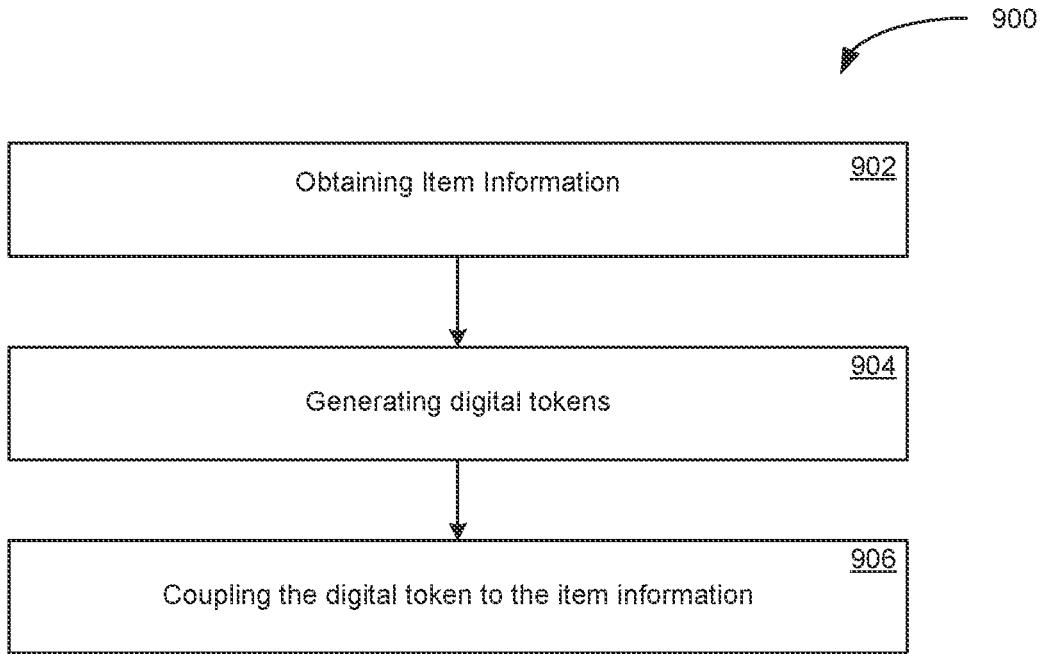 900
902
Obtaining Item Information
904
Generating digital tokens
906
Coupling the digital token to the item information